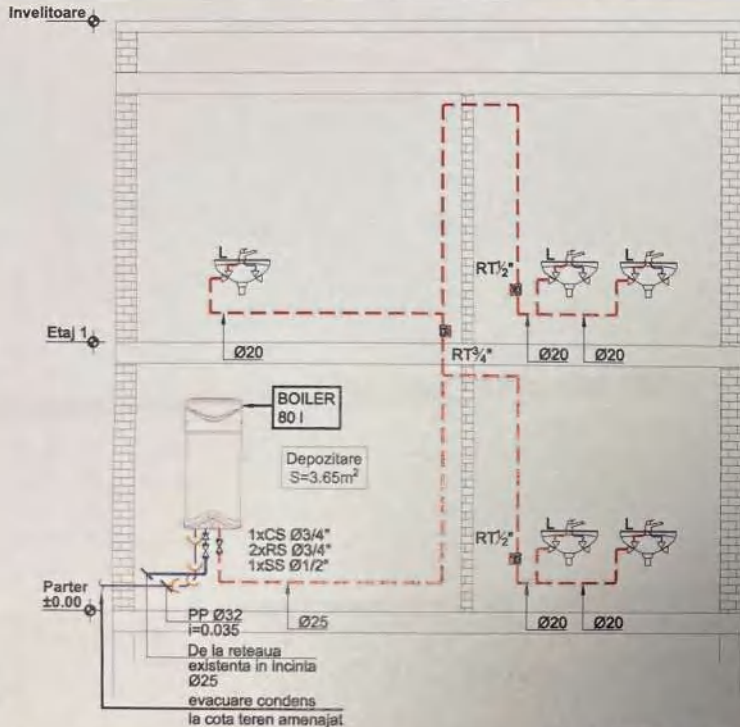 Invelitoare
L
L
L
RT½"
Etaj 1
Ø20
RT¾"
Ø20
Ø20
BOILER
80 l
Depozitare
S=3.65m²
1xCS Ø3/4"
2xRS Ø3/4"
1xSS Ø1/2"
L
L
RT½"
Parter
±0.00
PP Ø32
i=0.035
Ø25
Ø20
Ø20
De la reteaua
existenta in incinta
Ø25
evacuare condens
la cota teren amenajat